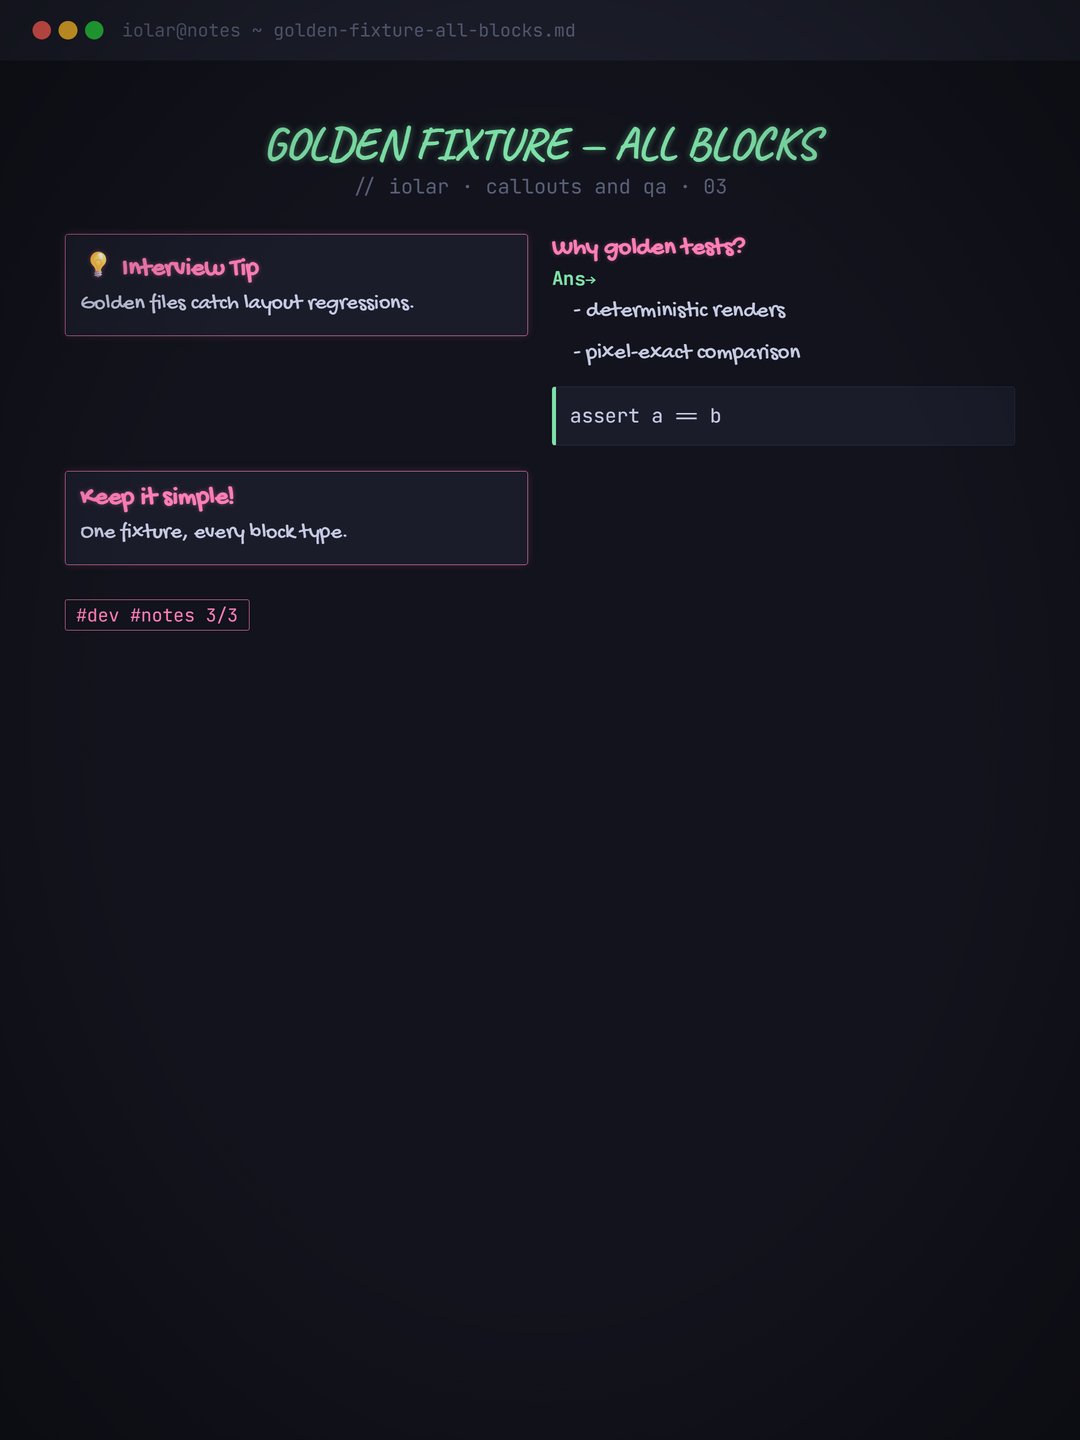 iolar@notes ~ golden-fixture-all-blocks.md
GOLDEN FIXTURE — ALL BLOCKS
// iolar · callouts and qa · 03
💡 Interview Tip
Golden files catch layout regressions.
Why golden tests?
Ans→
- deterministic renders
- pixel-exact comparison
assert a == b
Keep it simple!
One fixture, every block type.
#dev #notes 3/3